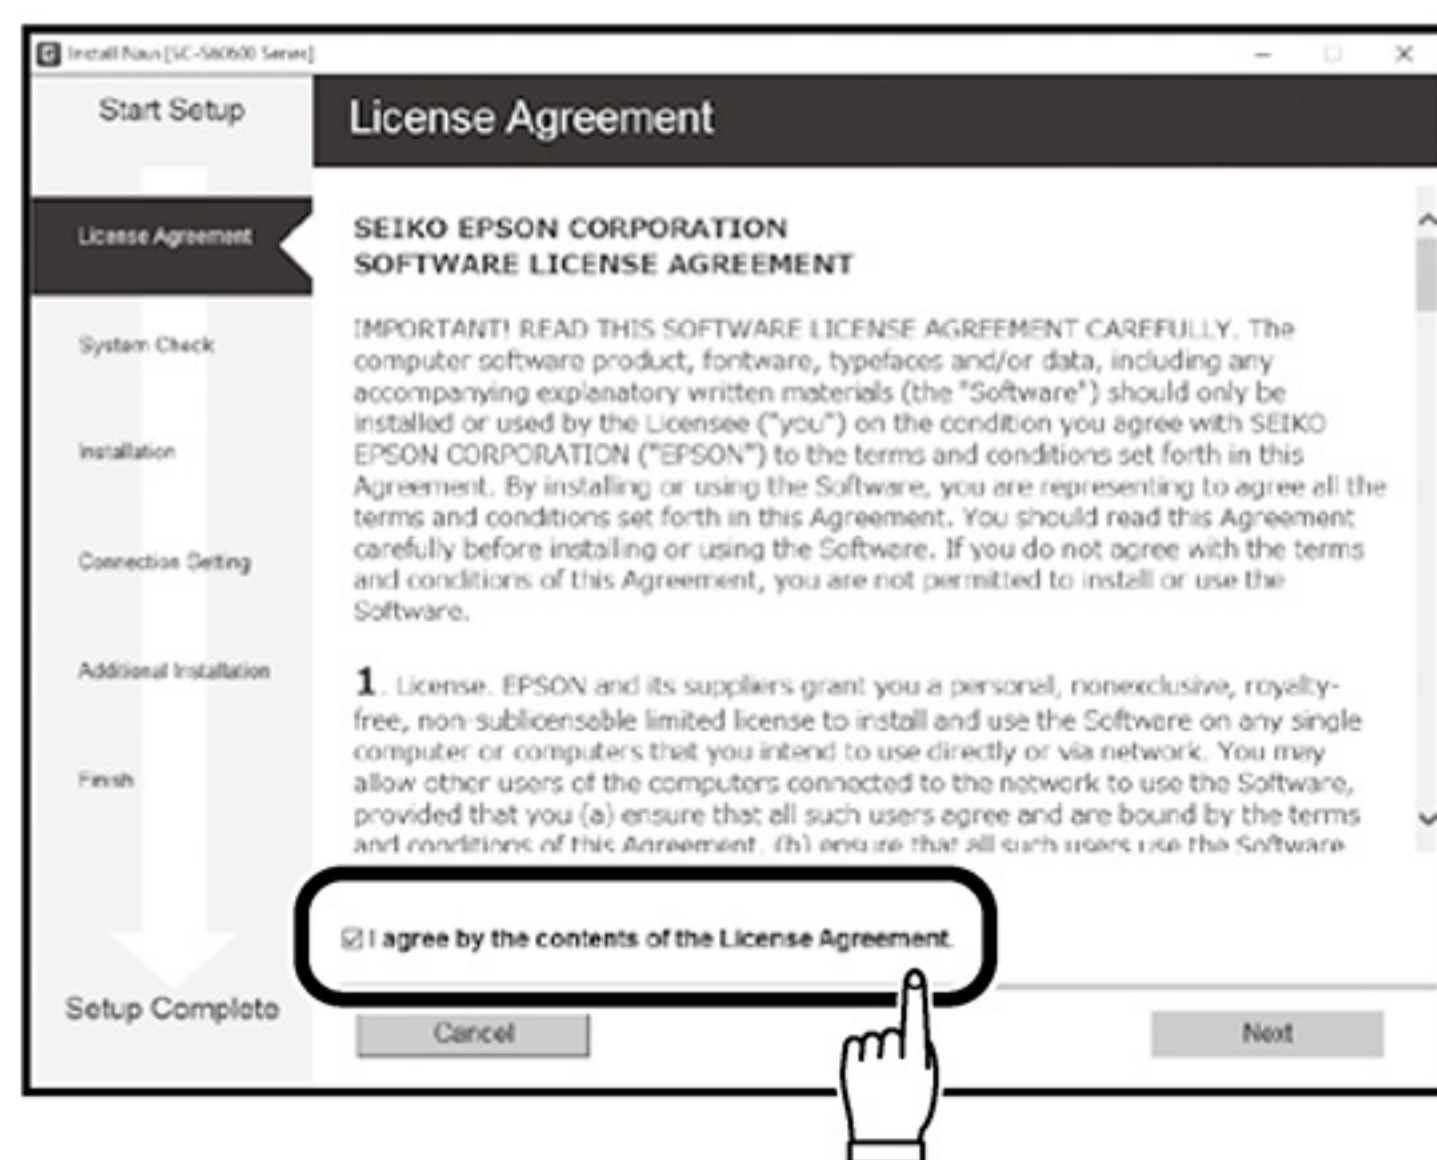 Install Navi [SC-S60600 Series]
Start Setup
License Agreement
License Agreement
System Check
Installation
Connection Setting
Additional Installation
Finish
Setup Complete
SEIKO EPSON CORPORATION
SOFTWARE LICENSE AGREEMENT
IMPORTANT! READ THIS SOFTWARE LICENSE AGREEMENT CAREFULLY. The
computer software product, fontware, typefaces and/or data, including any
accompanying explanatory written materials (the "Software") should only be
installed or used by the Licensee ("you") on the condition you agree with SEIKO
EPSON CORPORATION ("EPSON") to the terms and conditions set forth in this
Agreement. By installing or using the Software, you are representing to agree all the
terms and conditions set forth in this Agreement. You should read this Agreement
carefully before installing or using the Software. If you do not agree with the terms
and conditions of this Agreement, you are not permitted to install or use the
Software.
1. License. EPSON and its suppliers grant you a personal, nonexclusive, royalty-
free, non-sublicensable limited license to install and use the Software on any single
computer or computers that you intend to use directly or via network. You may
allow other users of the computers connected to the network to use the Software,
provided that you (a) ensure that all such users agree and are bound by the terms
and conditions of this Agreement, (b) ensure that all such users use the Software
I agree by the contents of the License Agreement.
Cancel
Next